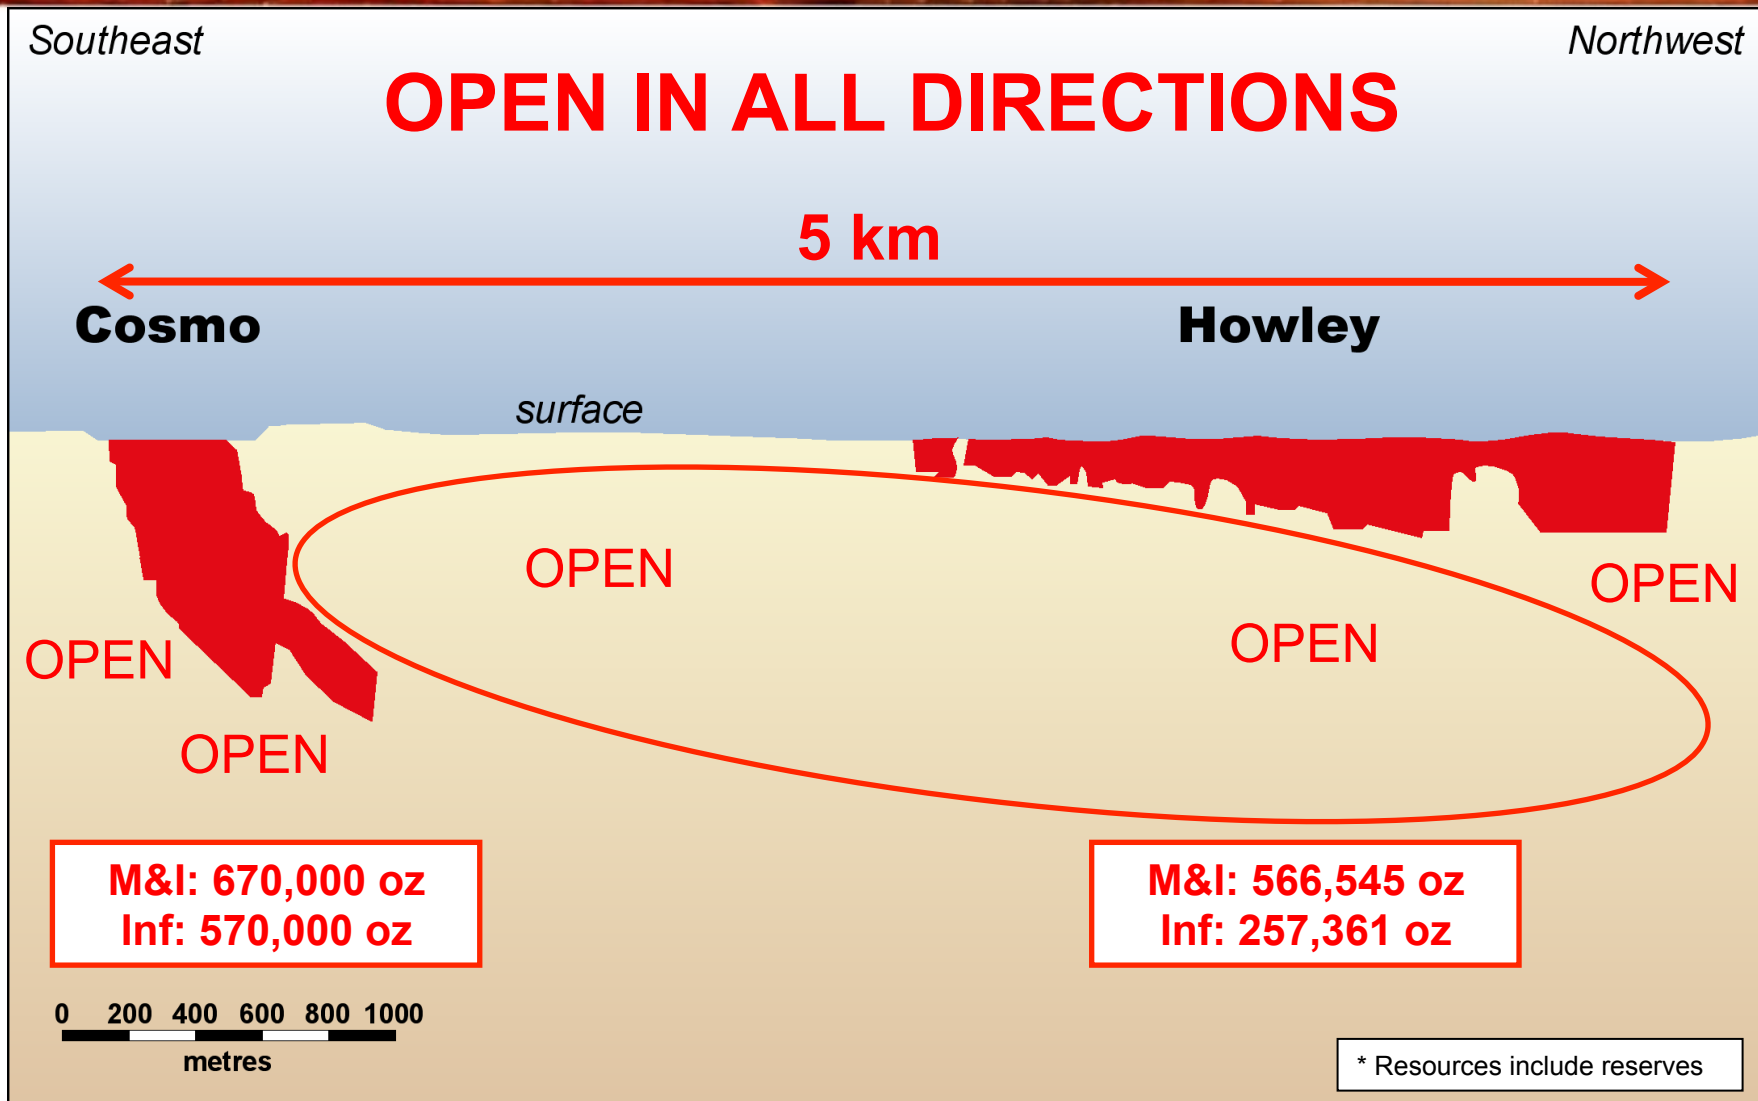 Southeast
Northwest
OPEN IN ALL DIRECTIONS
5 km
Cosmo
Howley
surface
OPEN
OPEN
OPEN
OPEN
OPEN
M&I: 670,000 oz
Inf: 570,000 oz
M&I: 566,545 oz
Inf: 257,361 oz
0 200 400 600 800 1000
metres
* Resources include reserves